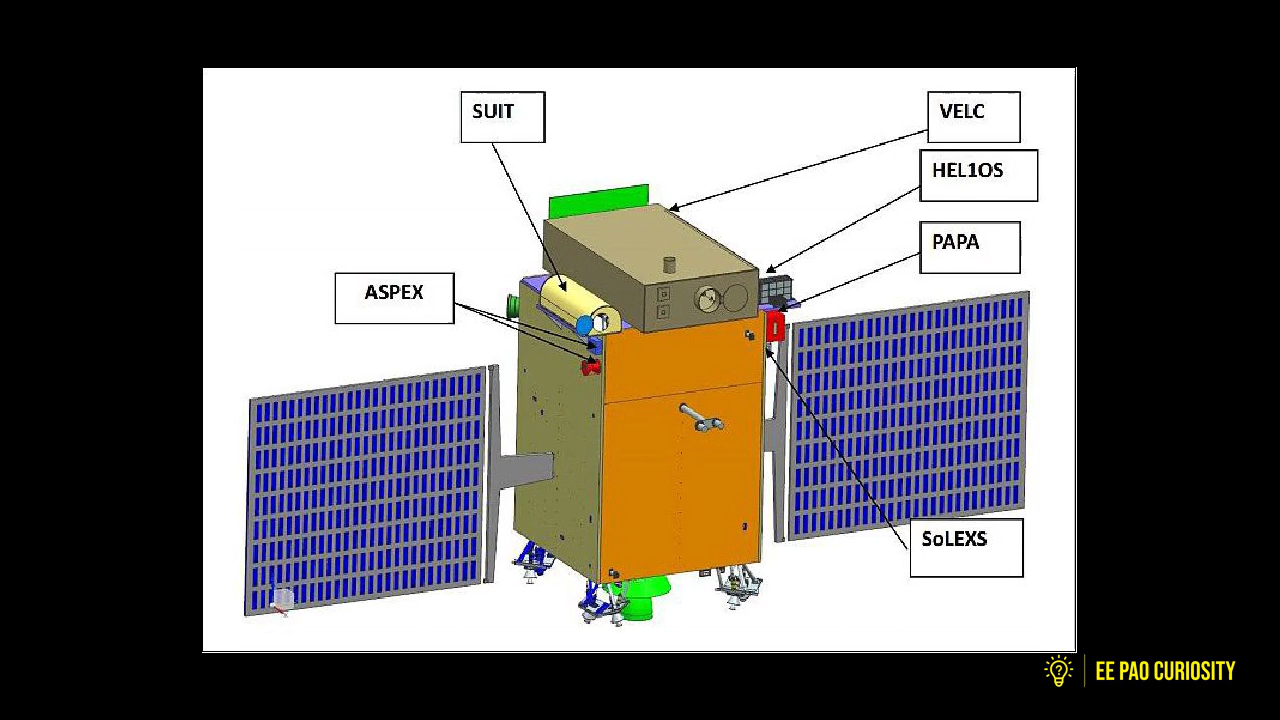 SUIT
VELC
HEL1OS
PAPA
ASPEX
SoLEXS
EE PAO CURIOSITY